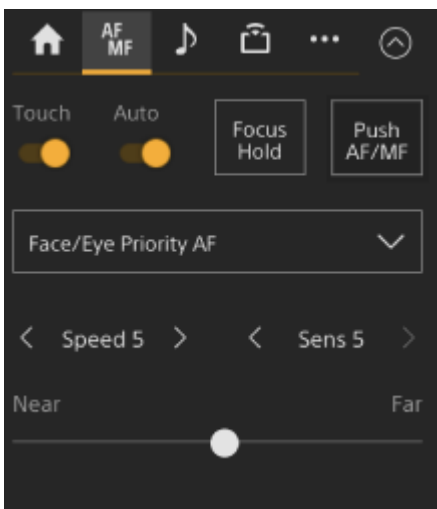 AF
MF
Touch
Auto
Focus
Hold
Push
AF/MF
Face/Eye Priority AF
Speed 5
Sens 5
Near
Far